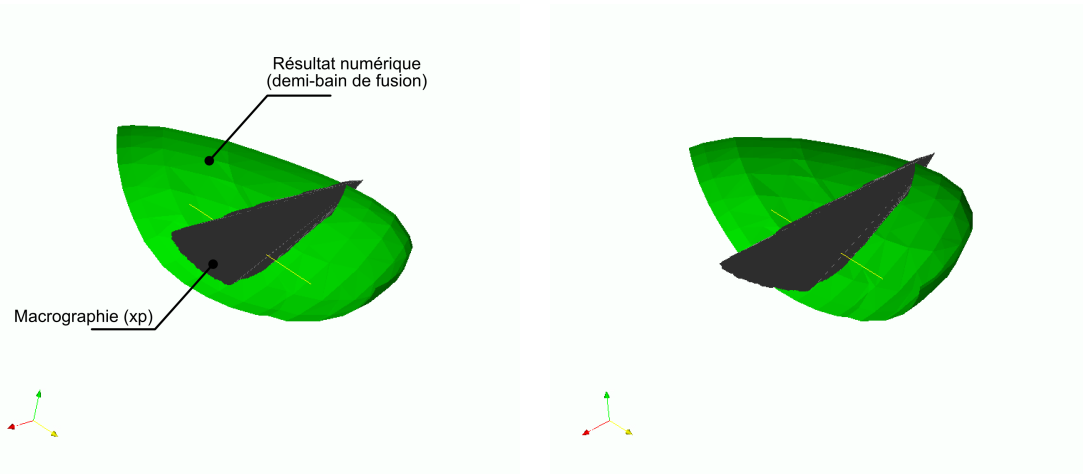 Résultat numérique
(demi-bain de fusion)
Macrographie (xp)